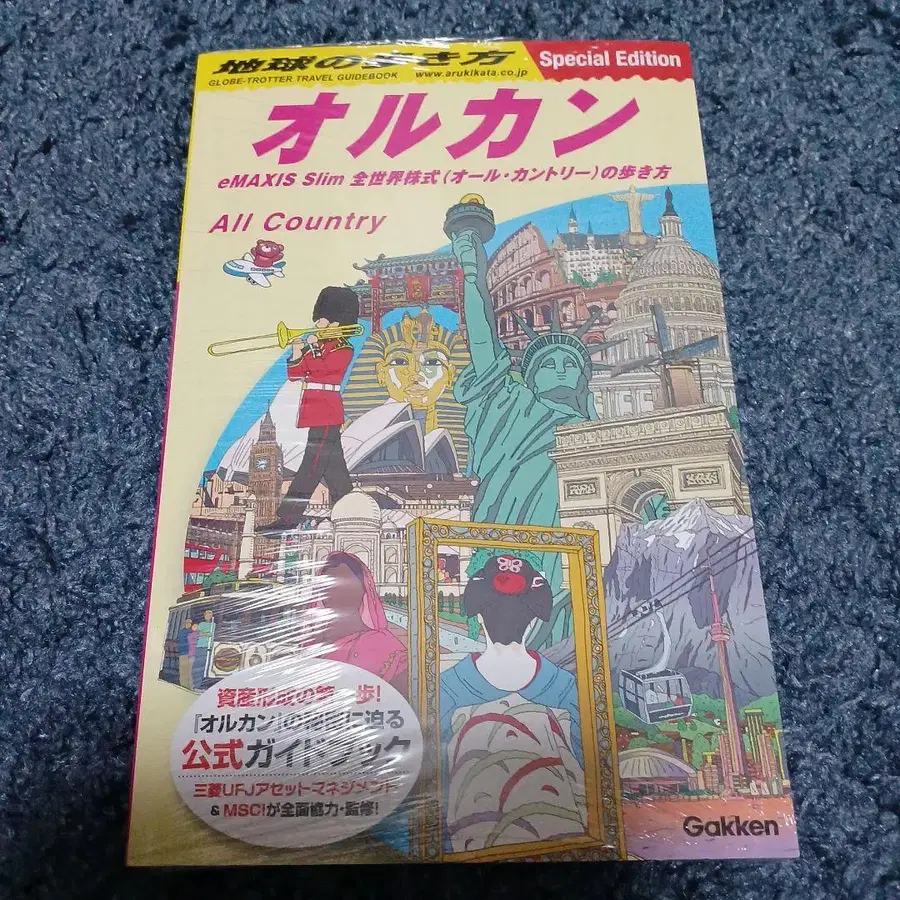 地球の歩き方
GLOBE-TROTTER TRAVEL GUIDEBOOK
www.arukikata.co.jp
Special Edition
オルカン
eMAXIS Slim 全世界株式(オール・カントリー)の歩き方
All Country
資産形成の第一歩!
『オルカン』の秘密に迫る
公式ガイドブック
三菱UFJアセットマネジメント
& MSCIが全面協力・監修!
Gakken